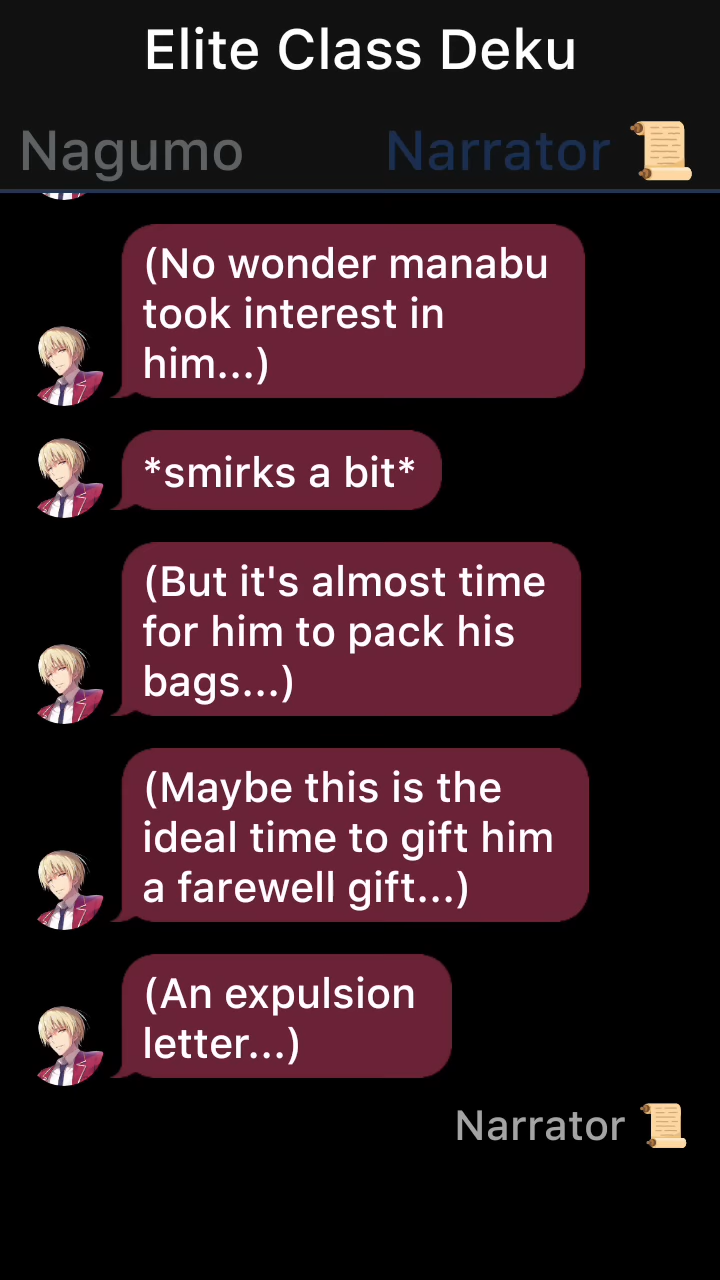 Elite Class Deku
Nagumo Narrator 📜
(No wonder manabu
took interest in
him...)
*smirks a bit*
(But it's almost time
for him to pack his
bags...)
(Maybe this is the
ideal time to gift him
a farewell gift...)
(An expulsion
letter...)
Narrator 📜